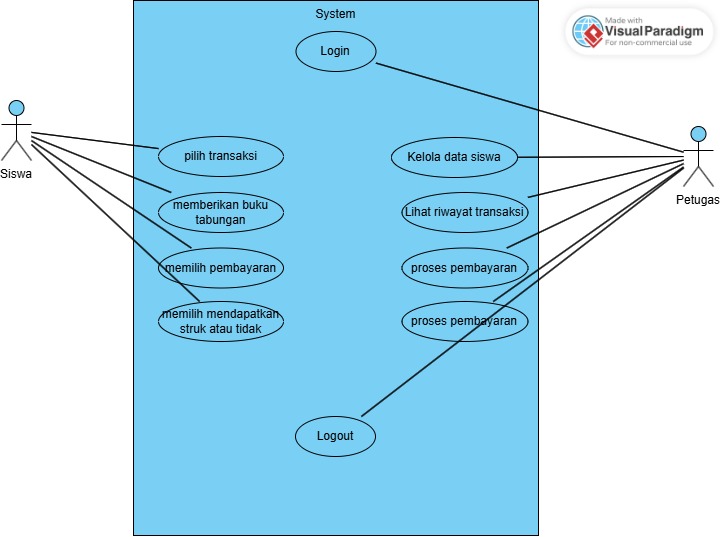 System
Made with
Visual Paradigm
For non-commercial use
Login
Siswa
pilih transaksi
Kelola data siswa
Petugas
memberikan buku
tabungan
Lihat riwayat transaksi
memilih pembayaran
proses pembayaran
memilih mendapatkan
struk atau tidak
proses pembayaran
Logout